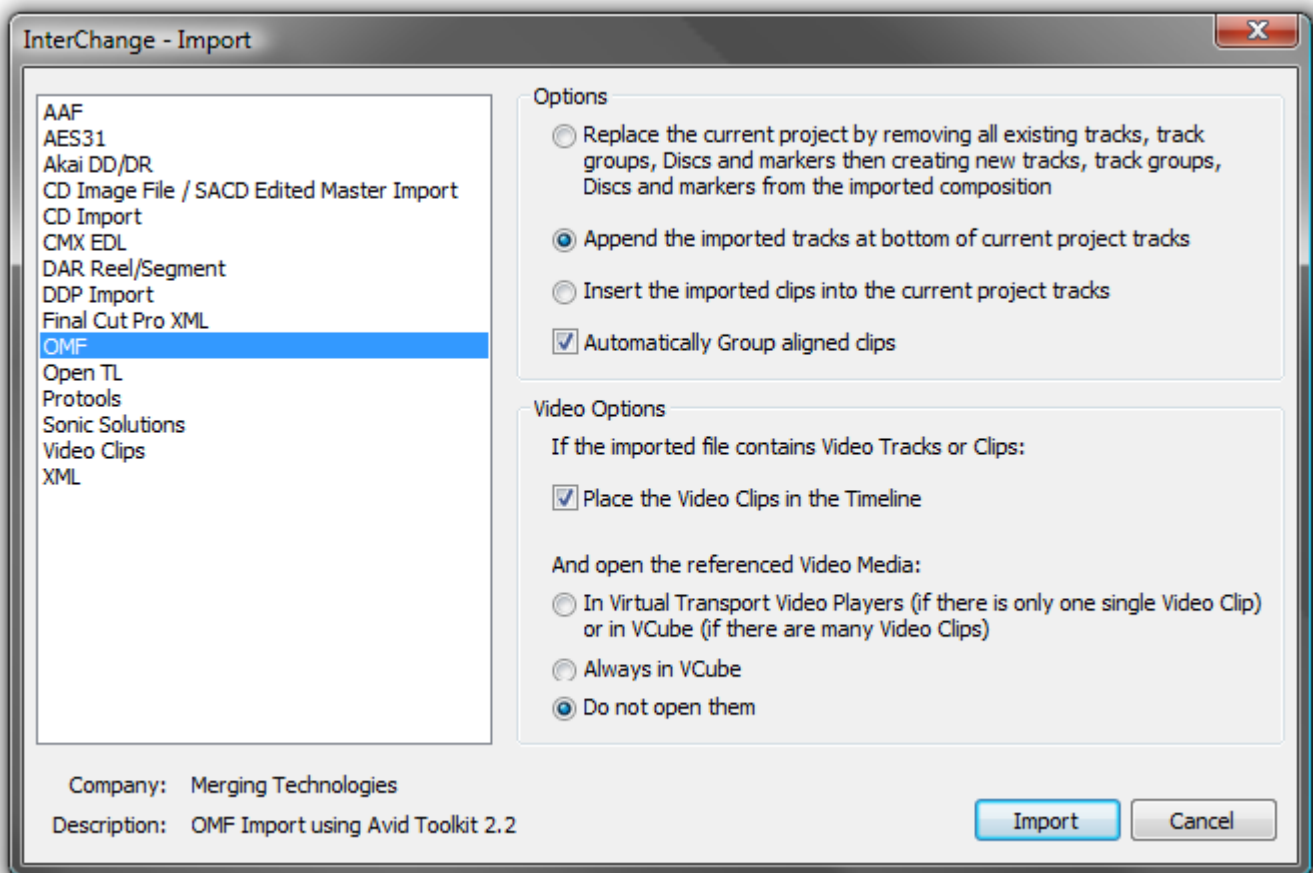 InterChange - Import
AAF
AES31
Akai DD/DR
CD Image File / SACD Edited Master Import
CD Import
CMX EDL
DAR Reel/Segment
DDP Import
Final Cut Pro XML
OMF
Open TL
Protools
Sonic Solutions
Video Clips
XML
Options
Replace the current project by removing all existing tracks, track
groups, Discs and markers then creating new tracks, track groups,
Discs and markers from the imported composition
Append the imported tracks at bottom of current project tracks
Insert the imported clips into the current project tracks
Automatically Group aligned clips
Video Options
If the imported file contains Video Tracks or Clips:
Place the Video Clips in the Timeline
And open the referenced Video Media:
In Virtual Transport Video Players (if there is only one single Video Clip)
or in VCube (if there are many Video Clips)
Always in VCube
Do not open them
Company: Merging Technologies
Description: OMF Import using Avid Toolkit 2.2
Import Cancel